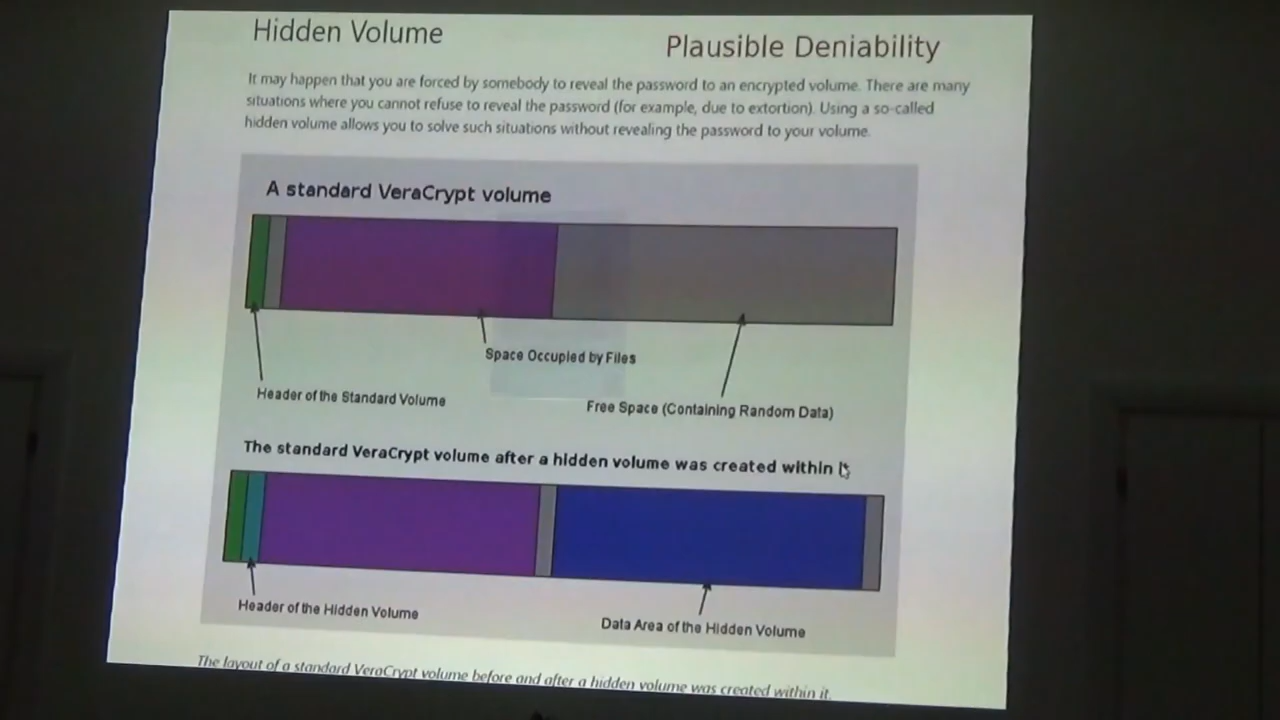 Hidden Volume
Plausible Deniability
It may happen that you are forced by somebody to reveal the password to an encrypted volume. There are many
situations where you cannot refuse to reveal the password (for example, due to extortion). Using a so-called
hidden volume allows you to solve such situations without revealing the password to your volume.
A standard VeraCrypt volume
Space Occupied by Files
Header of the Standard Volume
Free Space (Containing Random Data)
The standard VeraCrypt volume after a hidden volume was created within it
Header of the Hidden Volume
Data Area of the Hidden Volume
The layout of a standard VeraCrypt volume before and after a hidden volume was created within it.